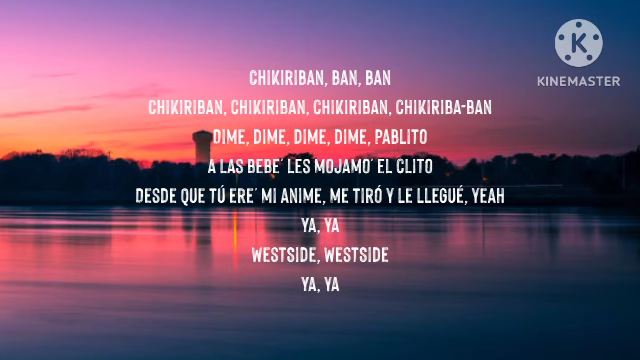 KINEMASTER
CHIKIRIBAN, BAN, BAN
CHIKIRIBAN, CHIKIRIBAN, CHIKIRIBAN, CHIKIRIBA-BAN
DIME, DIME, DIME, DIME, PABLITO
A LAS BEBE' LES MOJAMO' EL CLITO
DESDE QUE TÚ ERE' MI ANIME, ME TIRÓ Y LE LLEGUÉ, YEAH
YA, YA
WESTSIDE, WESTSIDE
YA, YA